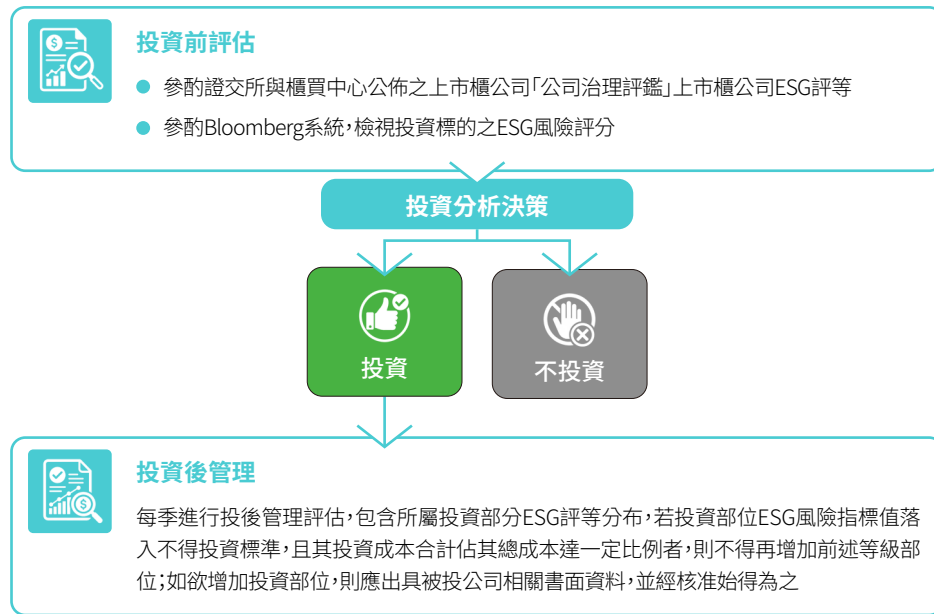 投資前評估
● 參酌證交所與櫃買中心公佈之上市櫃公司「公司治理評鑑」上市櫃公司ESG評等
● 參酌Bloomberg系統,檢視投資標的之ESG風險評分
投資分析決策
投資
不投資
投資後管理
每季進行投後管理評估,包含所屬投資部分ESG評等分布,若投資部位ESG風險指標值落
入不得投資標準,且其投資成本合計佔其總成本達一定比例者,則不得再增加前述等級部
位;如欲增加投資部位,則應出具被投公司相關書面資料,並經核准始得為之